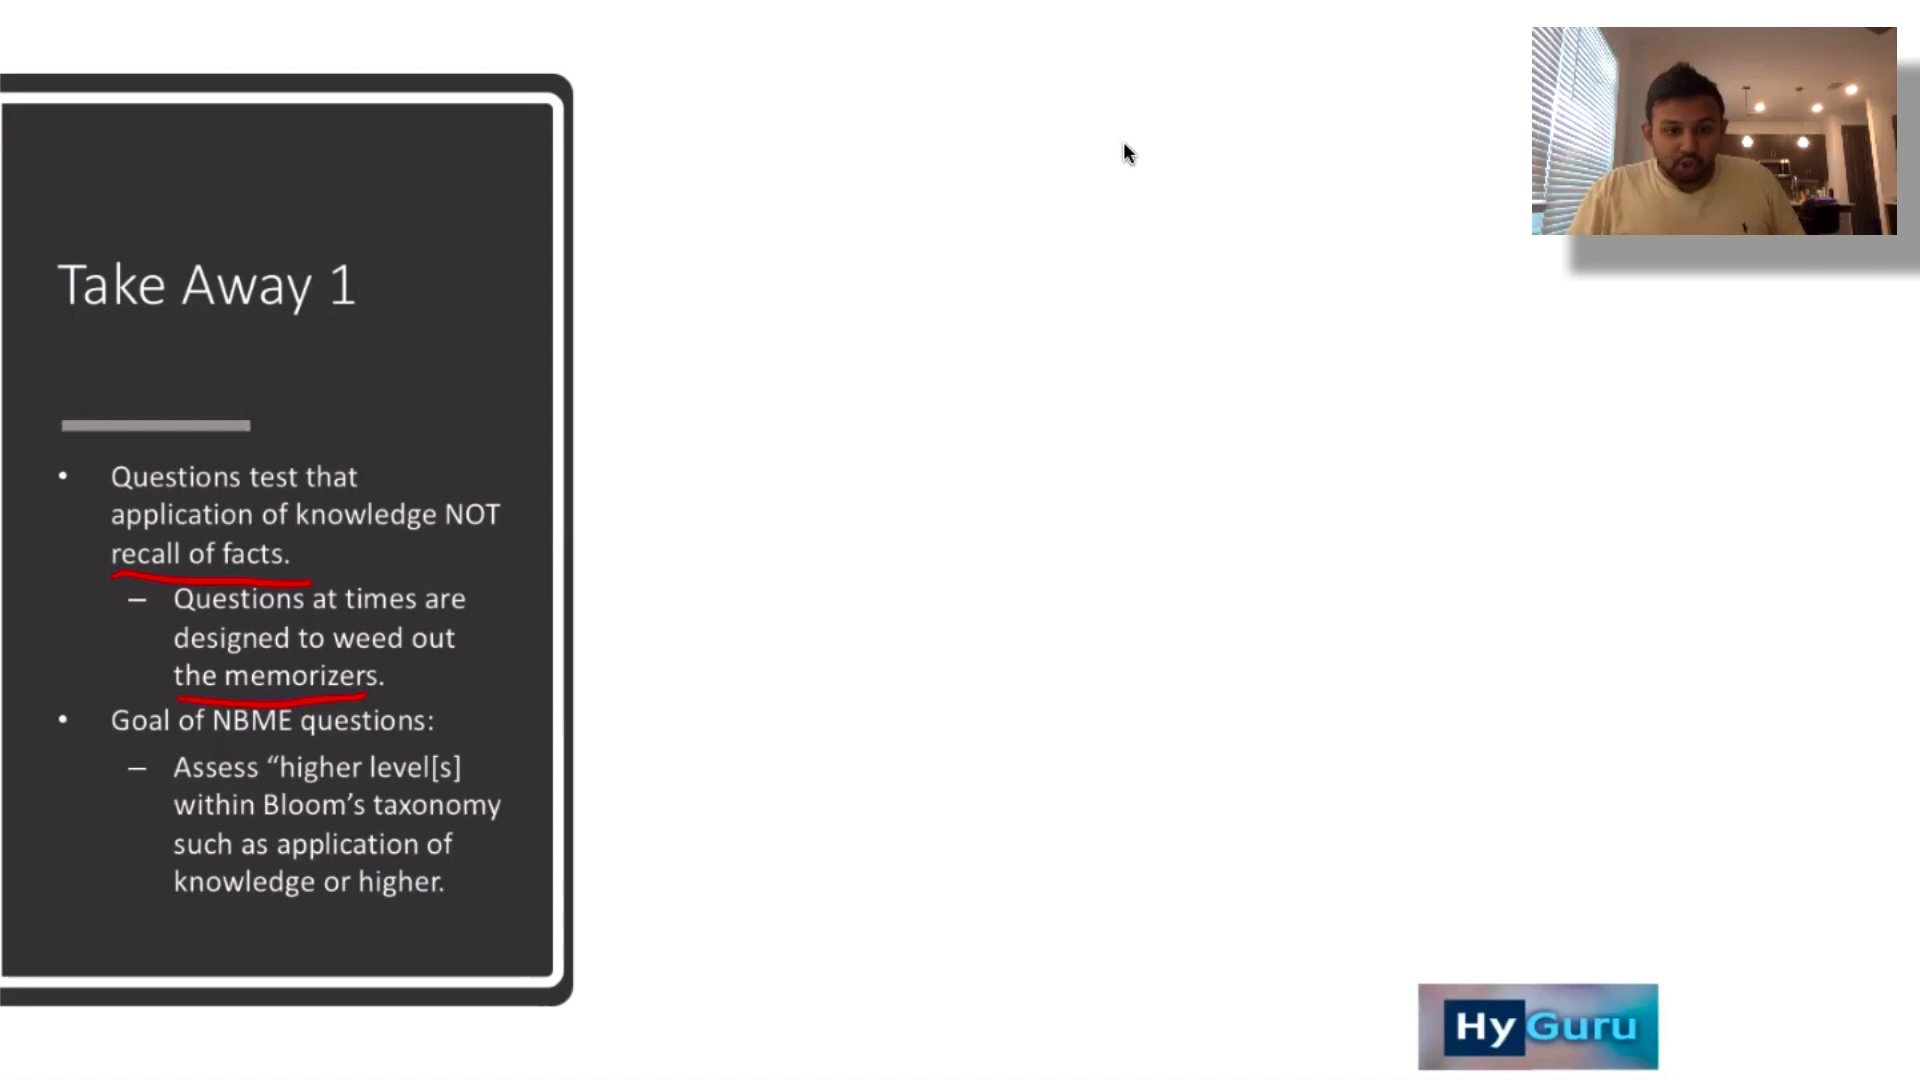 Take Away 1
• Questions test that
application of knowledge NOT
recall of facts.
– Questions at times are
designed to weed out
the memorizers.
• Goal of NBME questions:
– Assess “higher level[s]
within Bloom’s taxonomy
such as application of
knowledge or higher.
HyGuru